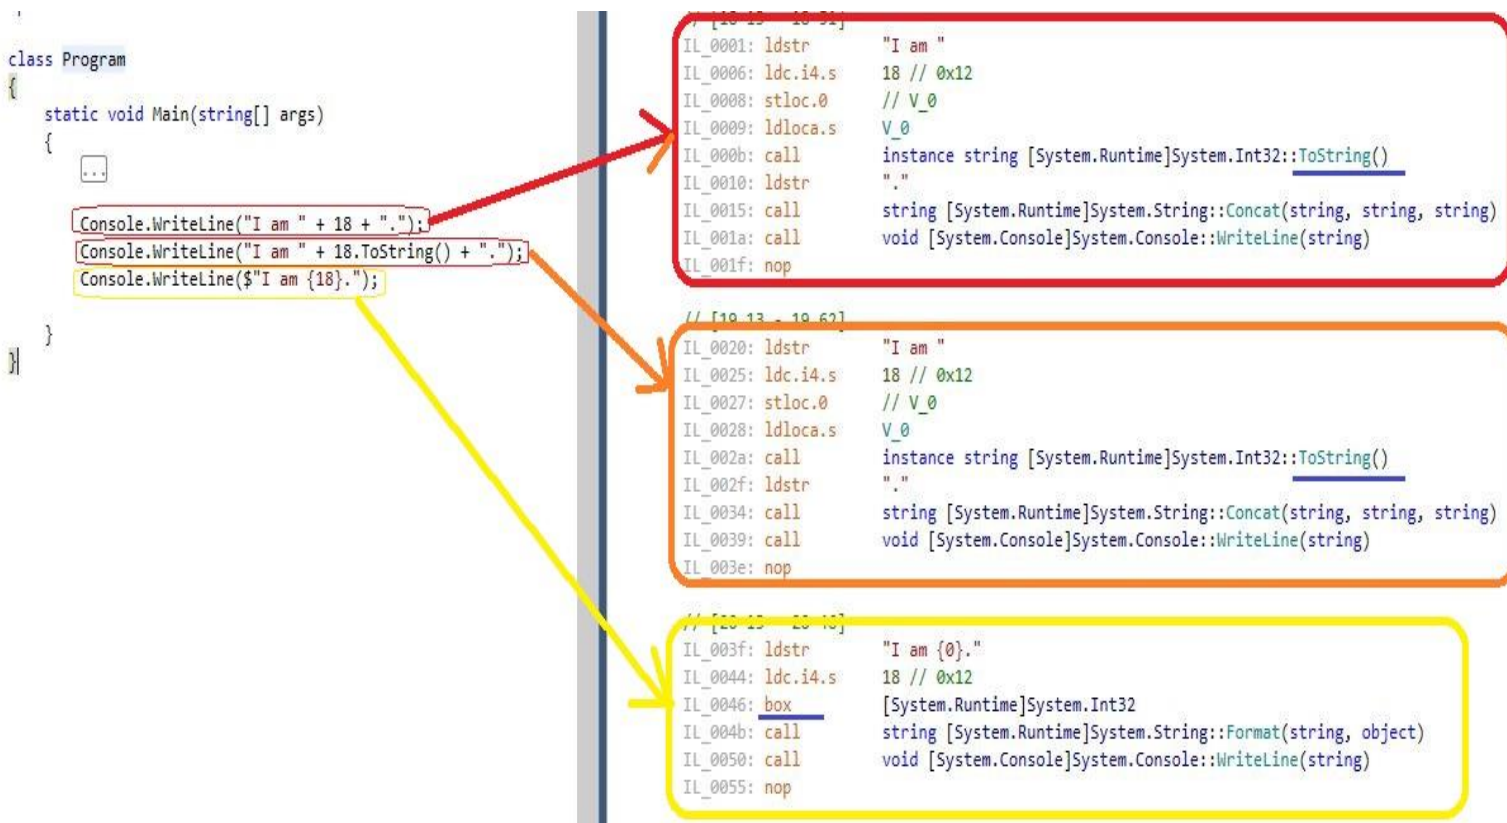 class Program
{
static void Main(string[] args)
{
...
Console.WriteLine("I am " + 18 + ".");
Console.WriteLine("I am " + 18.ToString() + ".");
Console.WriteLine($"I am {18}.");
}
}
IL_0001: ldstr "I am "
IL_0006: ldc.i4.s 18 // 0x12
IL_0008: stloc.0 // V_0
IL_0009: ldloca.s V_0
IL_000b: call instance string [System.Runtime]System.Int32::ToString()
IL_0010: ldstr "."
IL_0015: call string [System.Runtime]System.String::Concat(string, string, string)
IL_001a: call void [System.Console]System.Console::WriteLine(string)
IL_001f: nop
// [19 13 - 19 62]
IL_0020: ldstr "I am "
IL_0025: ldc.i4.s 18 // 0x12
IL_0027: stloc.0 // V_0
IL_0028: ldloca.s V_0
IL_002a: call instance string [System.Runtime]System.Int32::ToString()
IL_002f: ldstr "."
IL_0034: call string [System.Runtime]System.String::Concat(string, string, string)
IL_0039: call void [System.Console]System.Console::WriteLine(string)
IL_003e: nop
IL_003f: ldstr "I am {0}."
IL_0044: ldc.i4.s 18 // 0x12
IL_0046: box [System.Runtime]System.Int32
IL_004b: call string [System.Runtime]System.String::Format(string, object)
IL_0050: call void [System.Console]System.Console::WriteLine(string)
IL_0055: nop